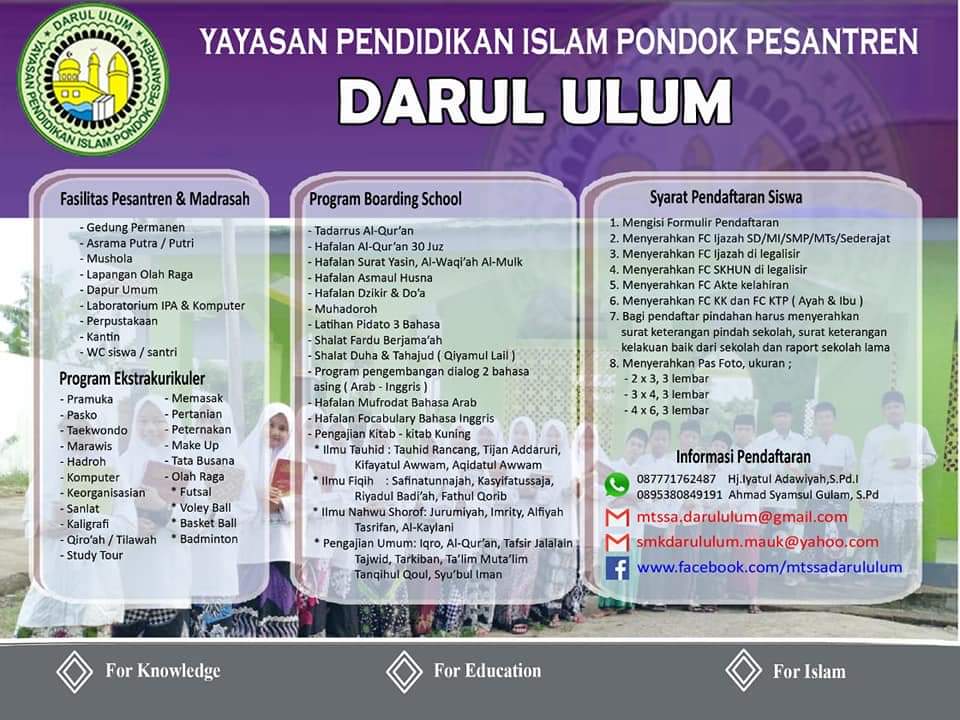 DARUL ULUM
YAYASAN PENDIDIKAN ISLAM PONDOK PESANTREN
YAYASAN PENDIDIKAN ISLAM PONDOK PESANTREN
DARUL ULUM
Fasilitas Pesantren & Madrasah
- Gedung Permanen
- Asrama Putra / Putri
- Mushola
- Lapangan Olah Raga
- Dapur Umum
- Laboratorium IPA & Komputer
- Perpustakaan
- Kantin
- WC siswa / santri
Program Ekstrakurikuler
- Pramuka
- Pasko
- Taekwondo
- Marawis
- Hadroh
- Komputer
- Keorganisasian
- Sanlat
- Kaligrafi
- Qiro'ah / Tilawah
- Study Tour
- Memasak
- Pertanian
- Peternakan
- Make Up
- Tata Busana
- Olah Raga
* Futsal
* Voley Ball
* Basket Ball
* Badminton
Program Boarding School
- Tadarrus Al-Qur'an
- Hafalan Al-Qur'an 30 Juz
- Hafalan Surat Yasin, Al-Waqi'ah Al-Mulk
- Hafalan Asmaul Husna
- Hafalan Dzikir & Do'a
- Muhadoroh
- Latihan Pidato 3 Bahasa
- Shalat Fardu Berjama'ah
- Shalat Duha & Tahajud ( Qiyamul Lail )
- Program pengembangan dialog 2 bahasa
asing ( Arab - Inggris )
- Hafalan Mufrodat Bahasa Arab
- Hafalan Focabulary Bahasa Inggris
- Pengajian Kitab - kitab Kuning
* Ilmu Tauhid : Tauhid Rancang, Tijan Addaruri,
Kifayatul Awwam, Aqidatul Awwam
* Ilmu Fiqih : Safinatunnajah, Kasyifatussaja,
Riyadul Badi'ah, Fathul Qorib
* Ilmu Nahwu Shorof: Jurumiyah, Imrity, Alfiyah
Tasrifan, Al-Kaylani
* Pengajian Umum: Iqro, Al-Qur'an, Tafsir Jalalain
Tajwid, Tarkiban, Ta'lim Muta'lim
Tanqihul Qoul, Syu'bul Iman
Syarat Pendaftaran Siswa
1. Mengisi Formulir Pendaftaran
2. Menyerahkan FC Ijazah SD/MI/SMP/MTs/Sederajat
3. Menyerahkan FC Ijazah di legalisir
4. Menyerahkan FC SKHUN di legalisir
5. Menyerahkan FC Akte kelahiran
6. Menyerahkan FC KK dan FC KTP ( Ayah & Ibu )
7. Bagi pendaftar pindahan harus menyerahkan
surat keterangan pindah sekolah, surat keterangan
kelakuan baik dari sekolah dan raport sekolah lama
8. Menyerahkan Pas Foto, ukuran ;
- 2 x 3, 3 lembar
- 3 x 4, 3 lembar
- 4 x 6, 3 lembar
Informasi Pendaftaran
087771762487 Hj.Iyatul Adawiyah,S.Pd.I
0895380849191 Ahmad Syamsul Gulam, S.Pd
mtssa.darululum@gmail.com
smkdarululum.mauk@yahoo.com
www.facebook.com/mtssadarululum
For Knowledge
For Education
For Islam